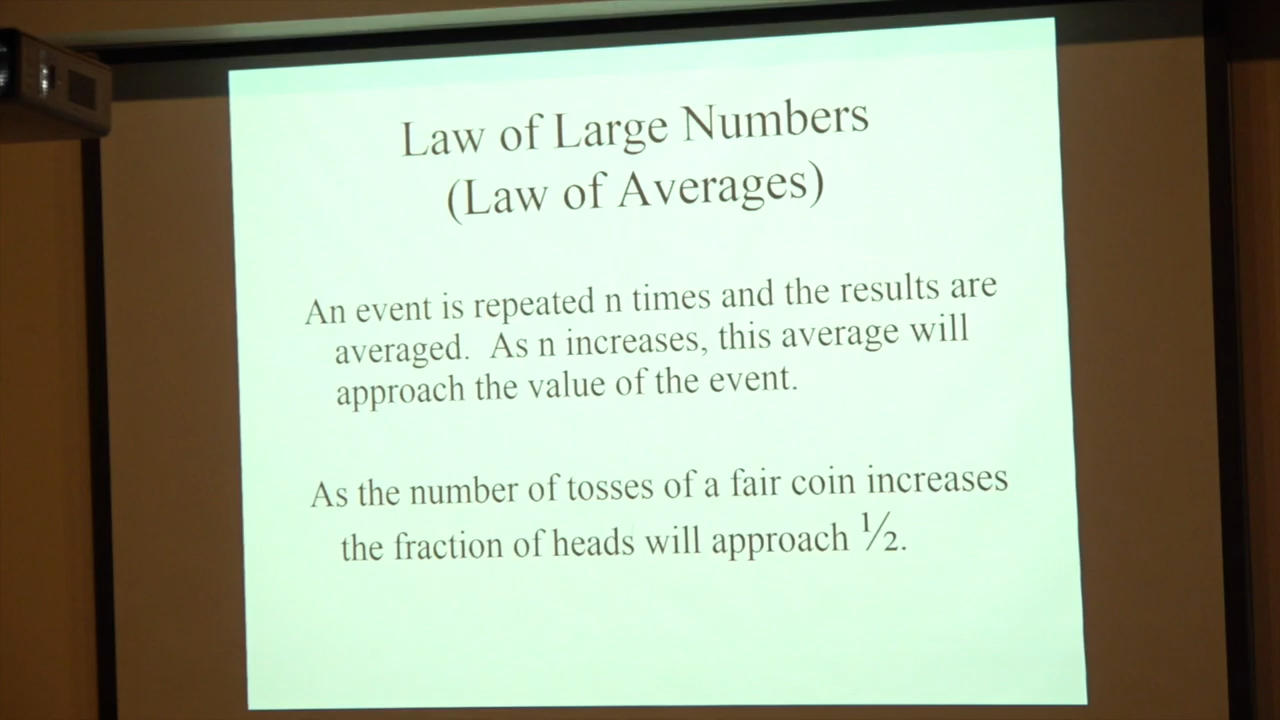 Law of Large Numbers
(Law of Averages)
An event is repeated n times and the results are
averaged. As n increases, this average will
approach the value of the event.
As the number of tosses of a fair coin increases
the fraction of heads will approach ½.